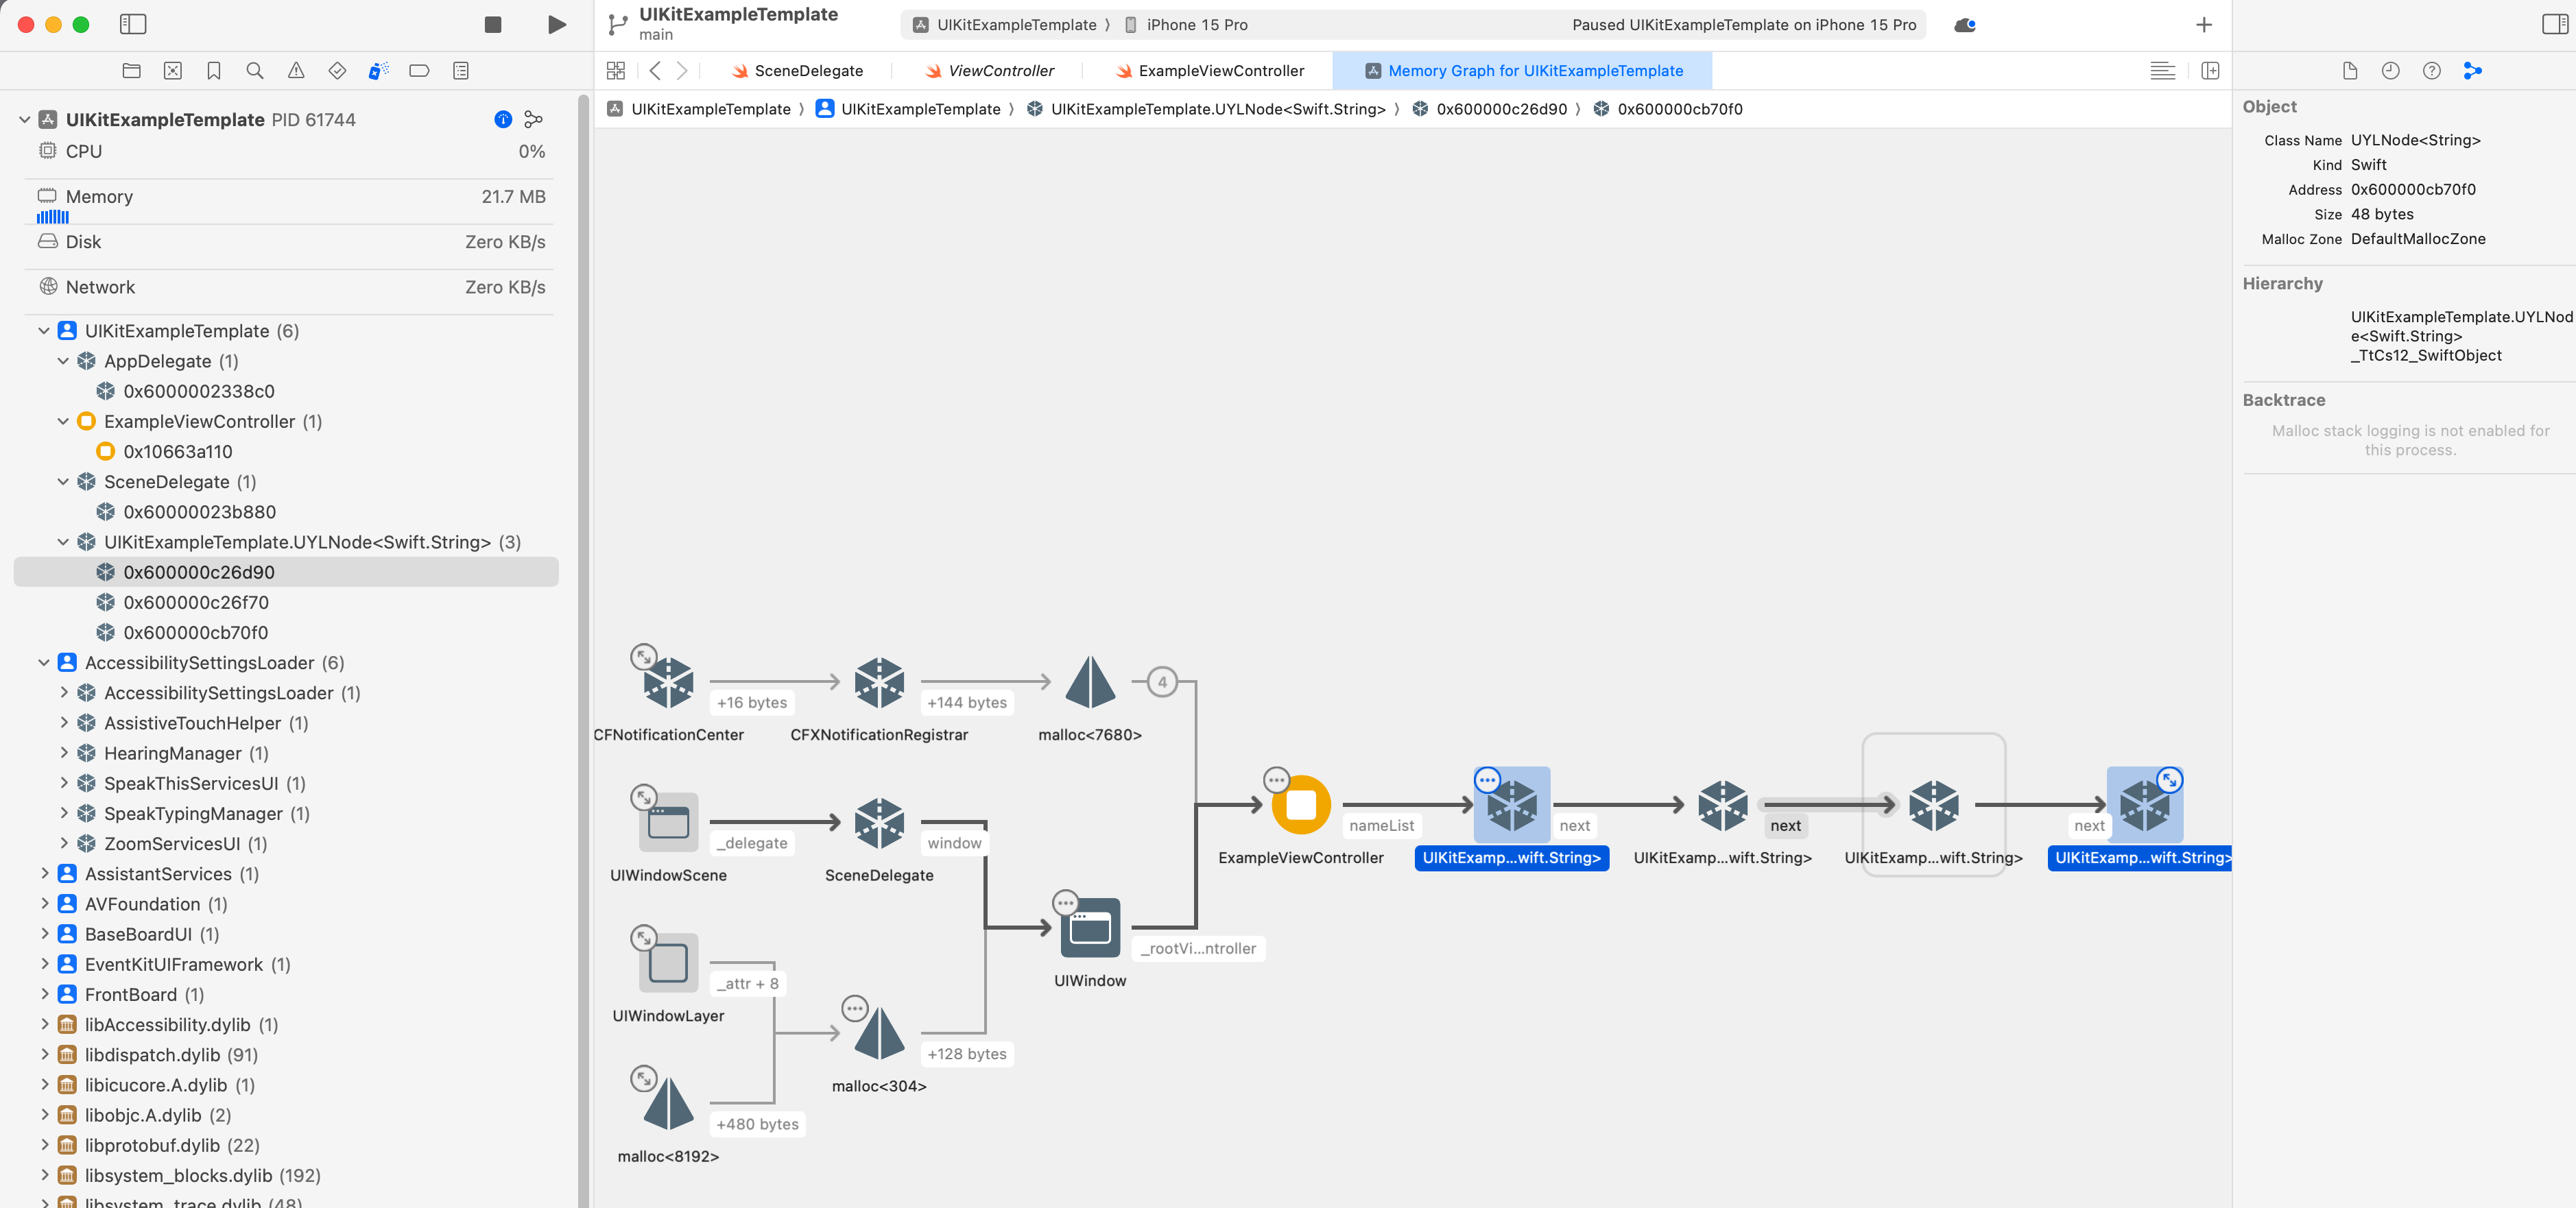 UIKitExampleTemplate
main
UIKitExampleTemplate 〉 iPhone 15 Pro
Paused UIKitExampleTemplate on iPhone 15 Pro
SceneDelegate
ViewController
ExampleViewController
Memory Graph for UIKitExampleTemplate
UIKitExampleTemplate 〉 UIKitExampleTemplate 〉 UIKitExampleTemplate.UYLNode<Swift.String> 〉 0x600000c26d90 〉 0x600000cb70f0
UIKitExampleTemplate PID 61744
CPU 0%
Memory 21.7 MB
Disk Zero KB/s
Network Zero KB/s
UIKitExampleTemplate (6)
AppDelegate (1)
0x6000002338c0
ExampleViewController (1)
0x10663a110
SceneDelegate (1)
0x60000023b880
UIKitExampleTemplate.UYLNode<Swift.String> (3)
0x600000c26d90
0x600000c26f70
0x600000cb70f0
AccessibilitySettingsLoader (6)
AccessibilitySettingsLoader (1)
AssistiveTouchHelper (1)
HearingManager (1)
SpeakThisServicesUI (1)
SpeakTypingManager (1)
ZoomServicesUI (1)
AssistantServices (1)
AVFoundation (1)
BaseBoardUI (1)
EventKitUIFramework (1)
FrontBoard (1)
libAccessibility.dylib (1)
libdispatch.dylib (91)
libicucore.A.dylib (1)
libobjc.A.dylib (2)
libprotobuf.dylib (22)
libsystem_blocks.dylib (192)
libsystem_trace.dylib (48)
+16 bytes
+144 bytes
4
CFNotificationCenter
CFXNotificationRegistrar
malloc<7680>
_delegate
window
UIWindowScene
SceneDelegate
nameList
next
next
next
ExampleViewController
UIKitExamp...wift.String>
UIKitExamp...wift.String>
UIKitExamp...wift.String>
UIKitExamp...wift.String>
_rootVi...ntroller
UIWindow
_attr + 8
UIWindowLayer
+128 bytes
malloc<304>
+480 bytes
malloc<8192>
Object
Class Name UYLNode<String>
Kind Swift
Address 0x600000cb70f0
Size 48 bytes
Malloc Zone DefaultMallocZone
Hierarchy
UIKitExampleTemplate.UYLNod
e<Swift.String>
_TtCs12_SwiftObject
Backtrace
Malloc stack logging is not enabled for
this process.